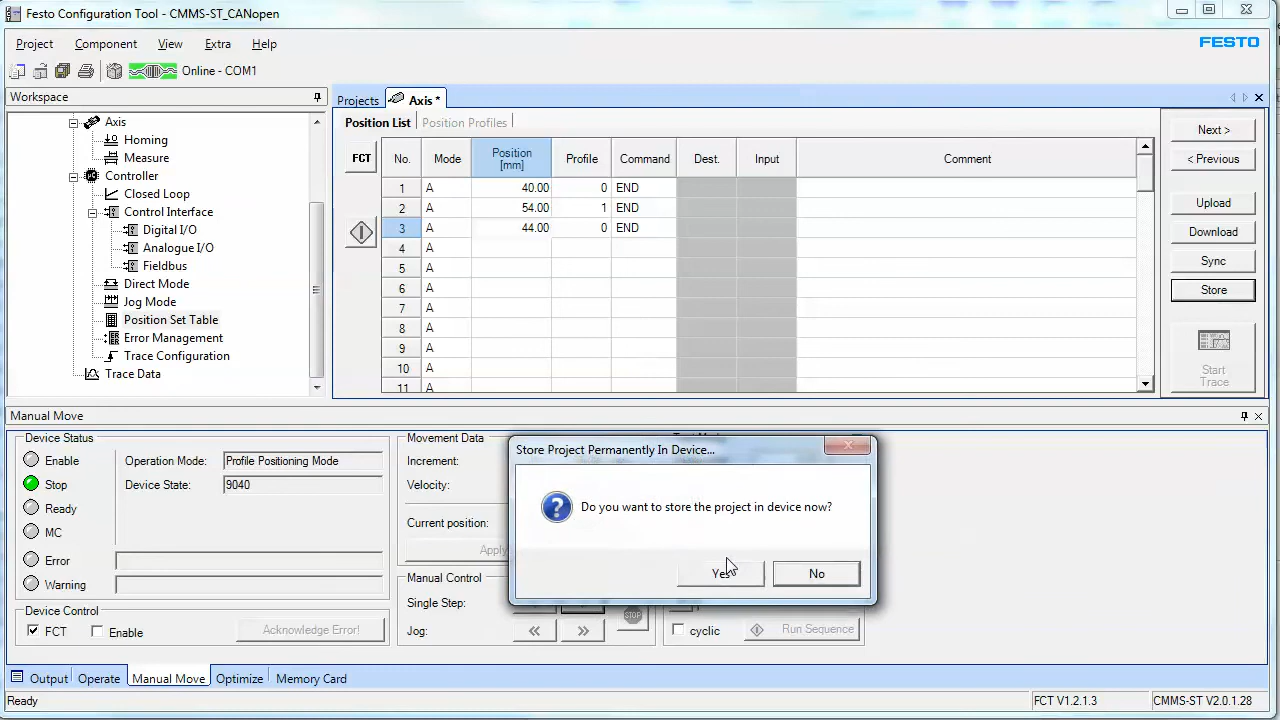 Festo Configuration Tool - CMMS-ST_CANopen
Project Component View Extra Help
FESTO
Online - COM1
Workspace
Axis
Homing
Measure
Controller
Closed Loop
Control Interface
Digital I/O
Analogue I/O
Fieldbus
Direct Mode
Jog Mode
Position Set Table
Error Management
Trace Configuration
Trace Data
Projects Axis *
Position List Position Profiles
FCT
No. Mode Position [mm] Profile Command Dest. Input Comment
1 A 40.00 0 END
2 A 54.00 1 END
3 A 44.00 0 END
4 A
5 A
6 A
7 A
8 A
9 A
10 A
11 A
Next >
< Previous
Upload
Download
Sync
Store
Start
Trace
Manual Move
Device Status
Enable
Stop
Ready
MC
Error
Warning
Operation Mode: Profile Positioning Mode
Device State: 9040
Device Control
FCT Enable Acknowledge Error!
Movement Data
Increment:
Velocity:
Current position:
Apply
Manual Control
Single Step:
Jog: « »
STOP
cyclic Run Sequence
Store Project Permanently In Device...
Do you want to store the project in device now?
Yes No
Output Operate Manual Move Optimize Memory Card
Ready
FCT V1.2.1.3 CMMS-ST V2.0.1.28